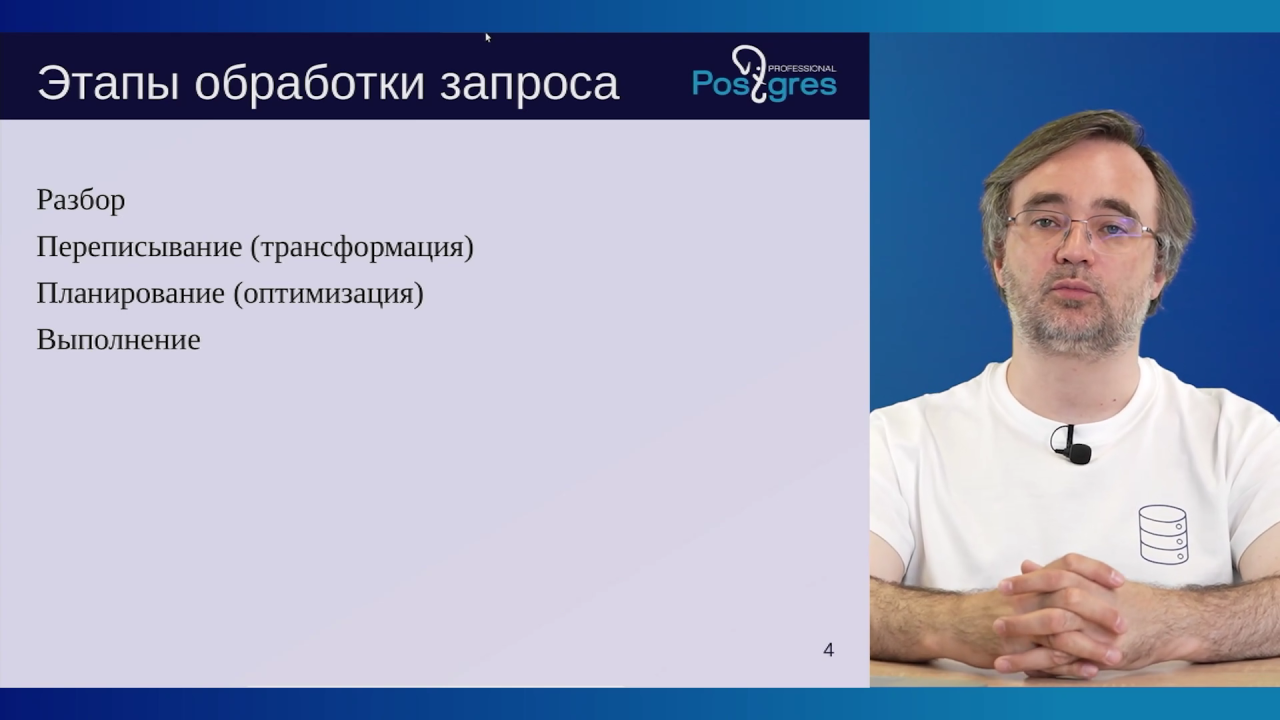 Этапы обработки запроса
PROFESSIONAL
Postgres
Разбор
Переписывание (трансформация)
Планирование (оптимизация)
Выполнение
4